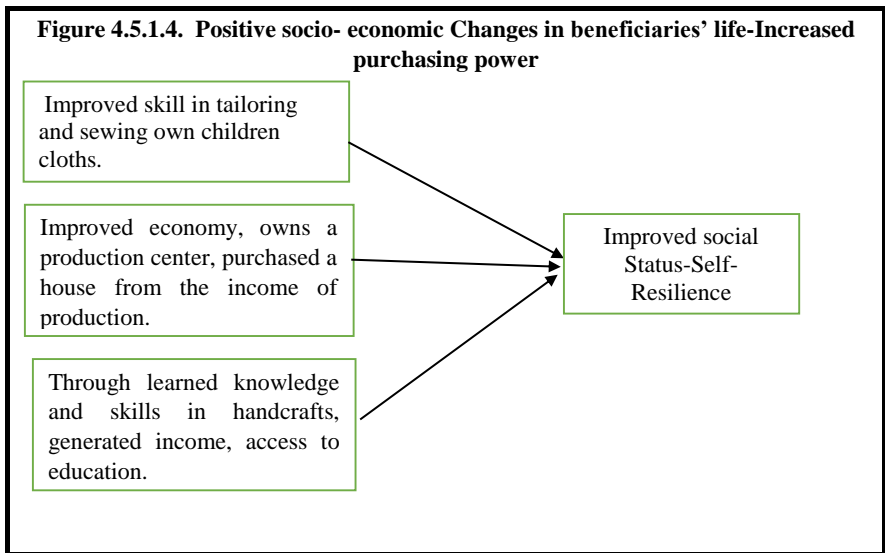 Figure 4.5.1.4. Positive socio- economic Changes in beneficiaries’ life-Increased
purchasing power
Improved skill in tailoring
and sewing own children
cloths.
Improved economy, owns a
production center, purchased a
house from the income of
production.
Through learned knowledge
and skills in handcrafts,
generated income, access to
education.
Improved social
Status-Self-
Resilience